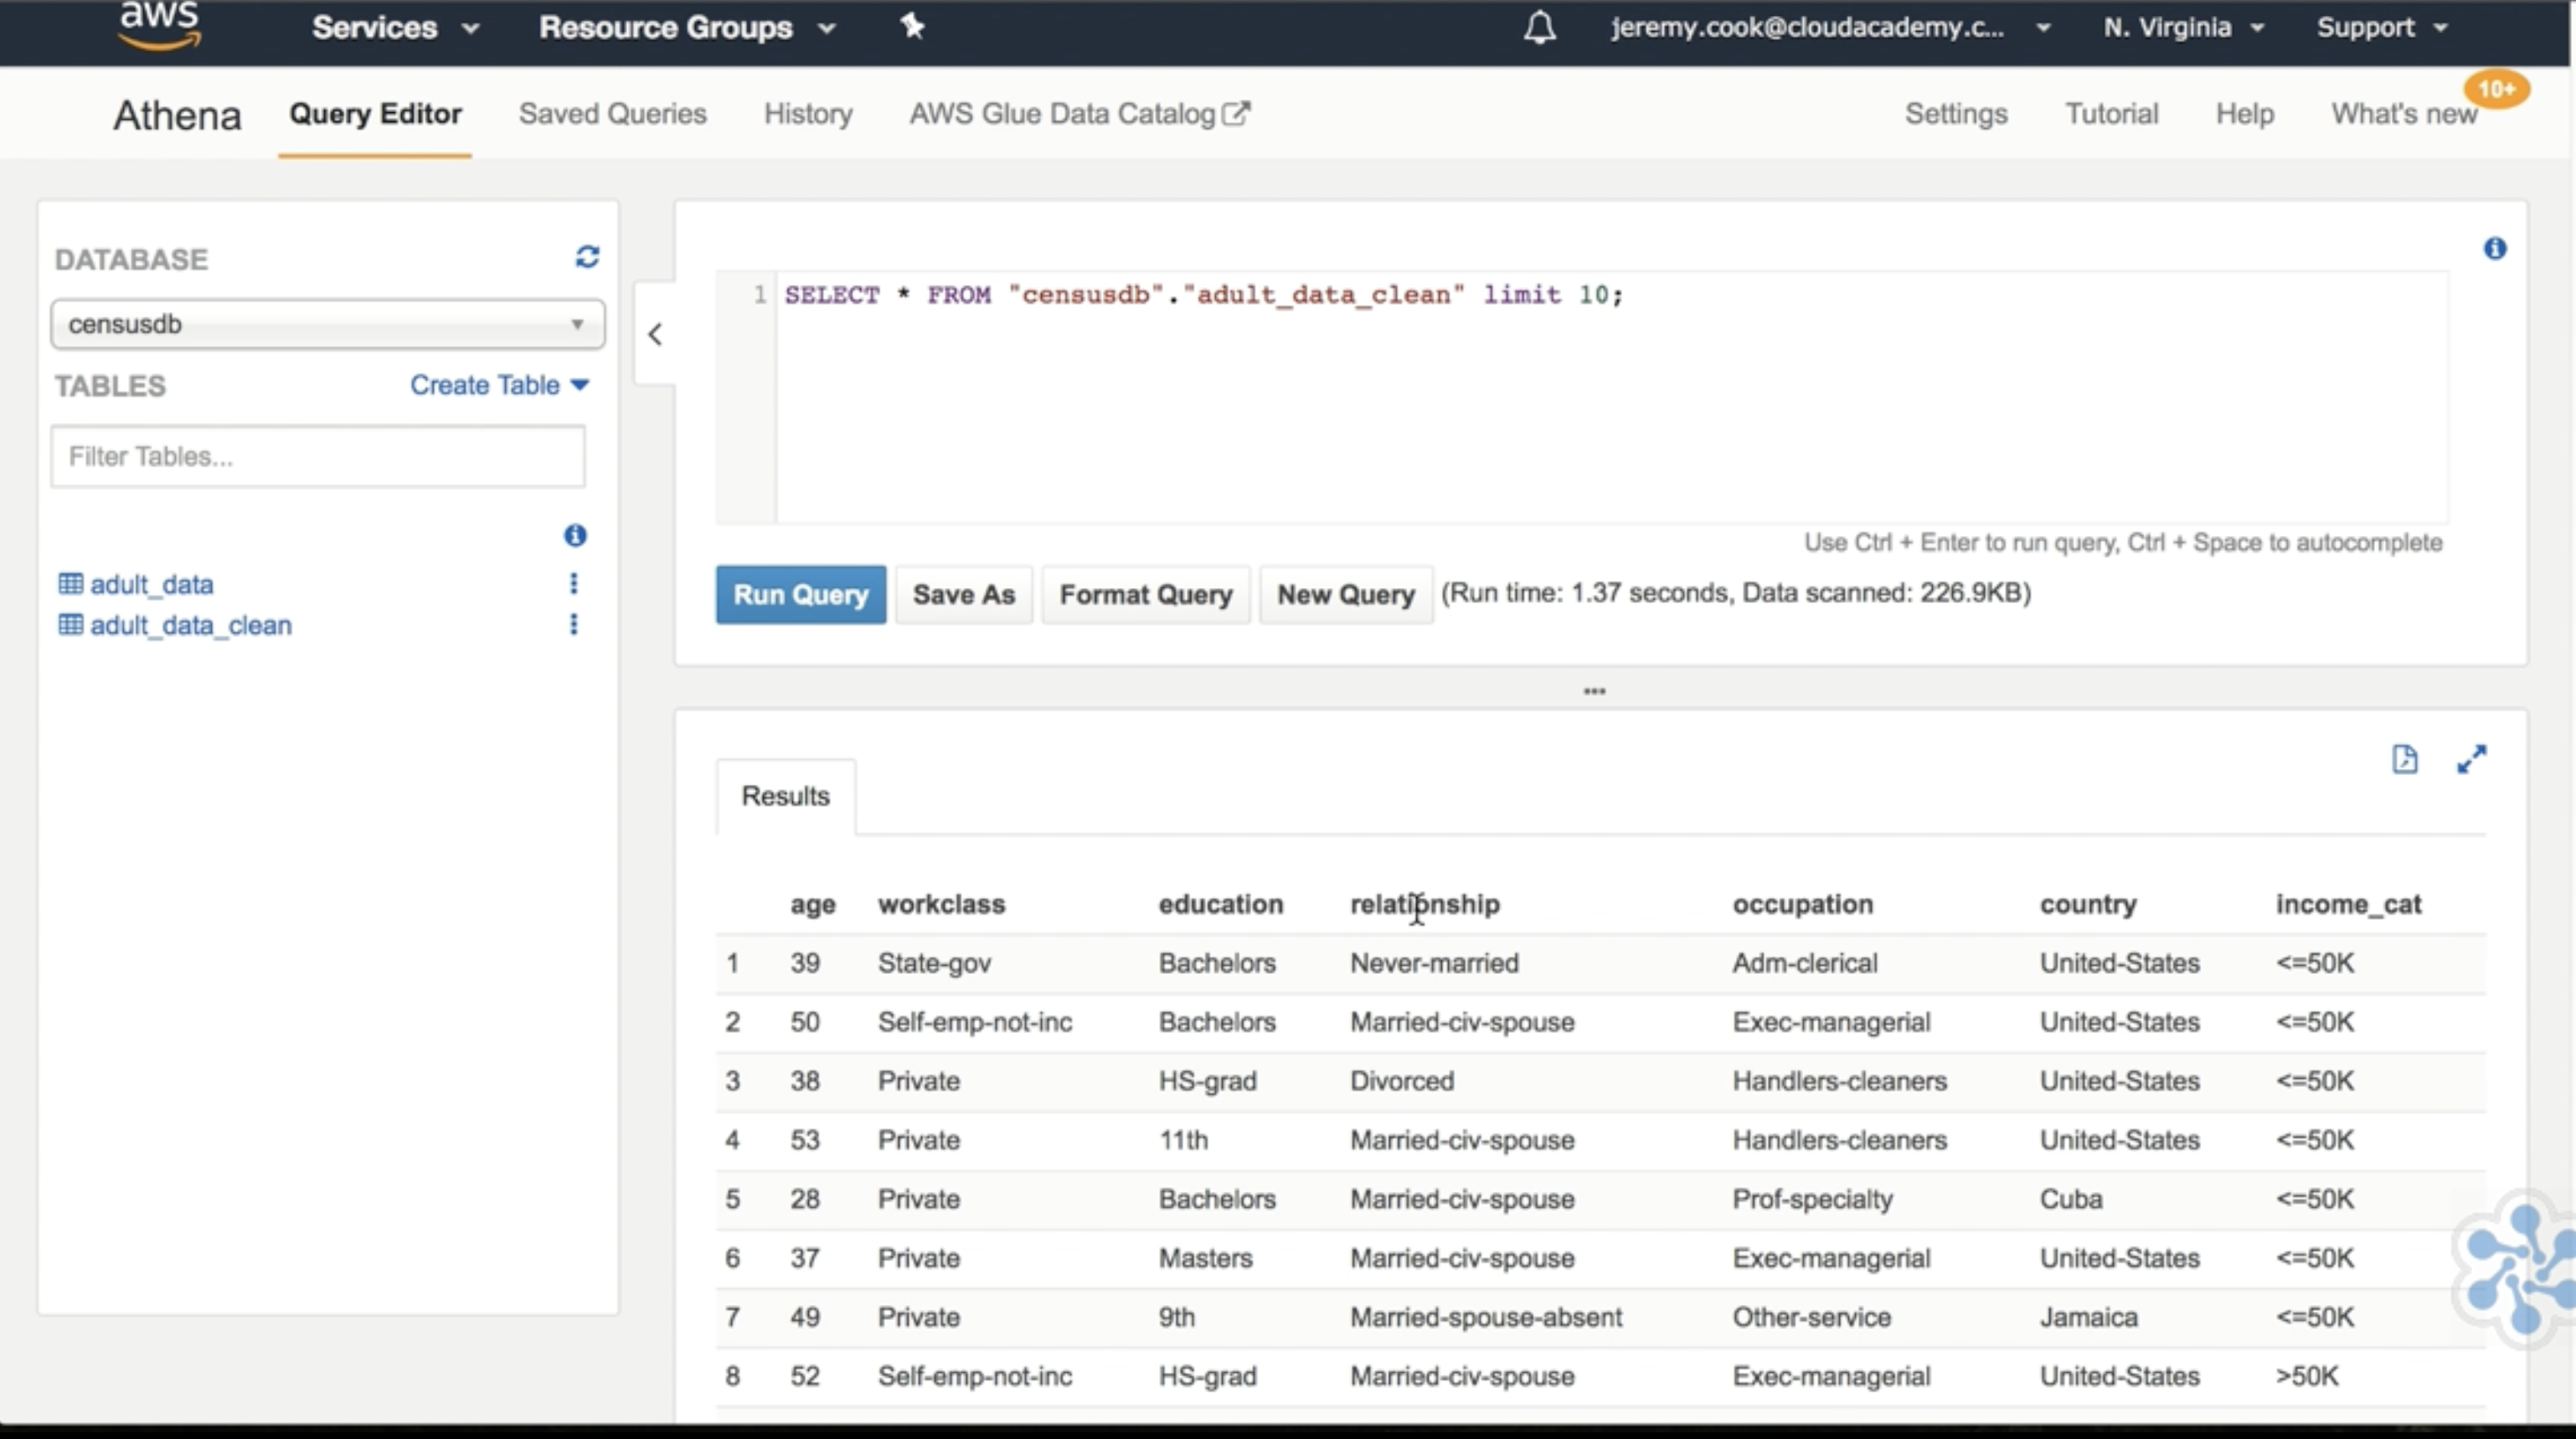 aws Services Resource Groups jeremy.cook@cloudacademy.c... N. Virginia Support
Athena Query Editor Saved Queries History AWS Glue Data Catalog Settings Tutorial Help What's new 10+
DATABASE
censusdb
TABLES Create Table
Filter Tables...
adult_data
adult_data_clean
1 SELECT * FROM "censusdb"."adult_data_clean" limit 10;
Use Ctrl + Enter to run query, Ctrl + Space to autocomplete
Run Query Save As Format Query New Query (Run time: 1.37 seconds, Data scanned: 226.9KB)
Results
age workclass education relationship occupation country income_cat
1 39 State-gov Bachelors Never-married Adm-clerical United-States <=50K
2 50 Self-emp-not-inc Bachelors Married-civ-spouse Exec-managerial United-States <=50K
3 38 Private HS-grad Divorced Handlers-cleaners United-States <=50K
4 53 Private 11th Married-civ-spouse Handlers-cleaners United-States <=50K
5 28 Private Bachelors Married-civ-spouse Prof-specialty Cuba <=50K
6 37 Private Masters Married-civ-spouse Exec-managerial United-States <=50K
7 49 Private 9th Married-spouse-absent Other-service Jamaica <=50K
8 52 Self-emp-not-inc HS-grad Married-civ-spouse Exec-managerial United-States >50K